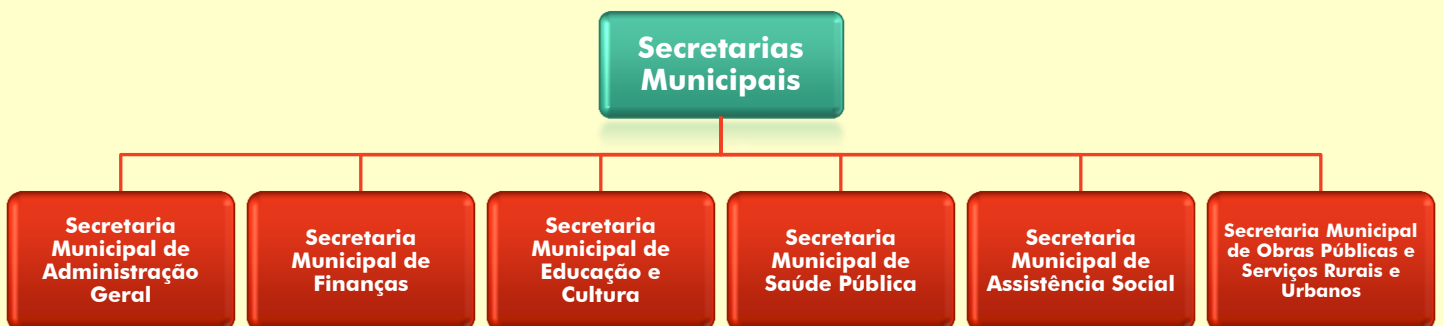 Secretarias
Municipais
Secretaria
Municipal de
Administração
Geral
Secretaria
Municipal de
Finanças
Secretaria
Municipal de
Educação e
Cultura
Secretaria
Municipal de
Saúde Pública
Secretaria
Municipal de
Assistência Social
Secretaria Municipal
de Obras Públicas e
Serviços Rurais e
Urbanos